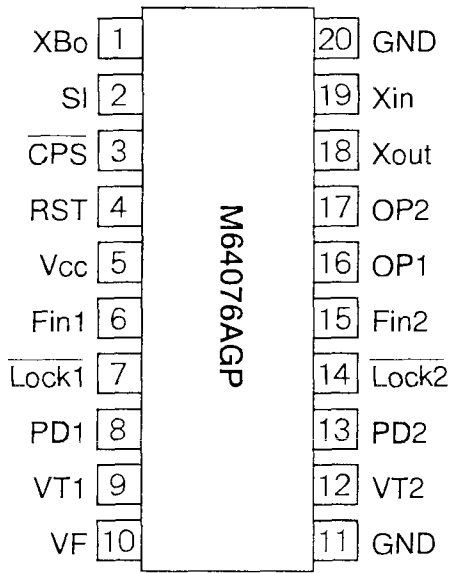 XBo 1 20 GND
SI 2 19 Xin
CPS 3 18 Xout
RST 4 17 OP2
Vcc 5 16 OP1
Fin1 6 15 Fin2
Lock1 7 14 Lock2
PD1 8 13 PD2
VT1 9 12 VT2
VF 10 11 GND
M64076AGP